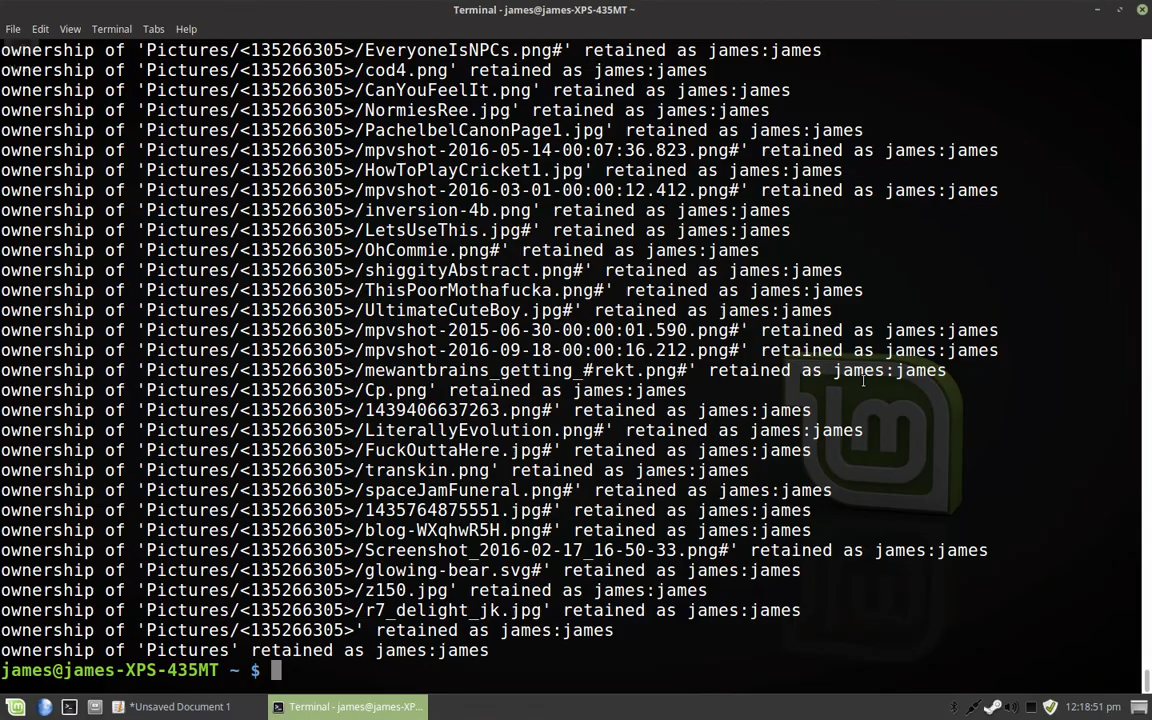 Terminal - james@james-XPS-435MT ~
File Edit View Terminal Tabs Help
ownership of 'Pictures/<135266305>/EveryoneIsNPCs.png#' retained as james:james
ownership of 'Pictures/<135266305>/cod4.png' retained as james:james
ownership of 'Pictures/<135266305>/CanYouFeelIt.png' retained as james:james
ownership of 'Pictures/<135266305>/NormiesRee.jpg' retained as james:james
ownership of 'Pictures/<135266305>/PachelbelCanonPage1.jpg' retained as james:james
ownership of 'Pictures/<135266305>/mpvshot-2016-05-14-00:07:36.823.png#' retained as james:james
ownership of 'Pictures/<135266305>/HowToPlayCricket1.jpg' retained as james:james
ownership of 'Pictures/<135266305>/mpvshot-2016-03-01-00:00:12.412.png#' retained as james:james
ownership of 'Pictures/<135266305>/inversion-4b.png' retained as james:james
ownership of 'Pictures/<135266305>/LetsUseThis.jpg#' retained as james:james
ownership of 'Pictures/<135266305>/OhCommie.png#' retained as james:james
ownership of 'Pictures/<135266305>/shiggityAbstract.png#' retained as james:james
ownership of 'Pictures/<135266305>/ThisPoorMothafucka.png#' retained as james:james
ownership of 'Pictures/<135266305>/UltimateCuteBoy.jpg#' retained as james:james
ownership of 'Pictures/<135266305>/mpvshot-2015-06-30-00:00:01.590.png#' retained as james:james
ownership of 'Pictures/<135266305>/mpvshot-2016-09-18-00:00:16.212.png#' retained as james:james
ownership of 'Pictures/<135266305>/mewantbrains_getting_#rekt.png#' retained as james:james
ownership of 'Pictures/<135266305>/Cp.png' retained as james:james
ownership of 'Pictures/<135266305>/1439406637263.png#' retained as james:james
ownership of 'Pictures/<135266305>/LiterallyEvolution.png#' retained as james:james
ownership of 'Pictures/<135266305>/FuckOuttaHere.jpg#' retained as james:james
ownership of 'Pictures/<135266305>/transkin.png' retained as james:james
ownership of 'Pictures/<135266305>/spaceJamFuneral.png#' retained as james:james
ownership of 'Pictures/<135266305>/1435764875551.jpg#' retained as james:james
ownership of 'Pictures/<135266305>/blog-WXqhwR5H.png#' retained as james:james
ownership of 'Pictures/<135266305>/Screenshot_2016-02-17_16-50-33.png#' retained as james:james
ownership of 'Pictures/<135266305>/glowing-bear.svg#' retained as james:james
ownership of 'Pictures/<135266305>/z150.jpg' retained as james:james
ownership of 'Pictures/<135266305>/r7_delight_jk.jpg' retained as james:james
ownership of 'Pictures/<135266305>' retained as james:james
ownership of 'Pictures' retained as james:james
james@james-XPS-435MT ~ $
*Unsaved Document 1 Terminal - james@james-XP... 12:18:51 pm